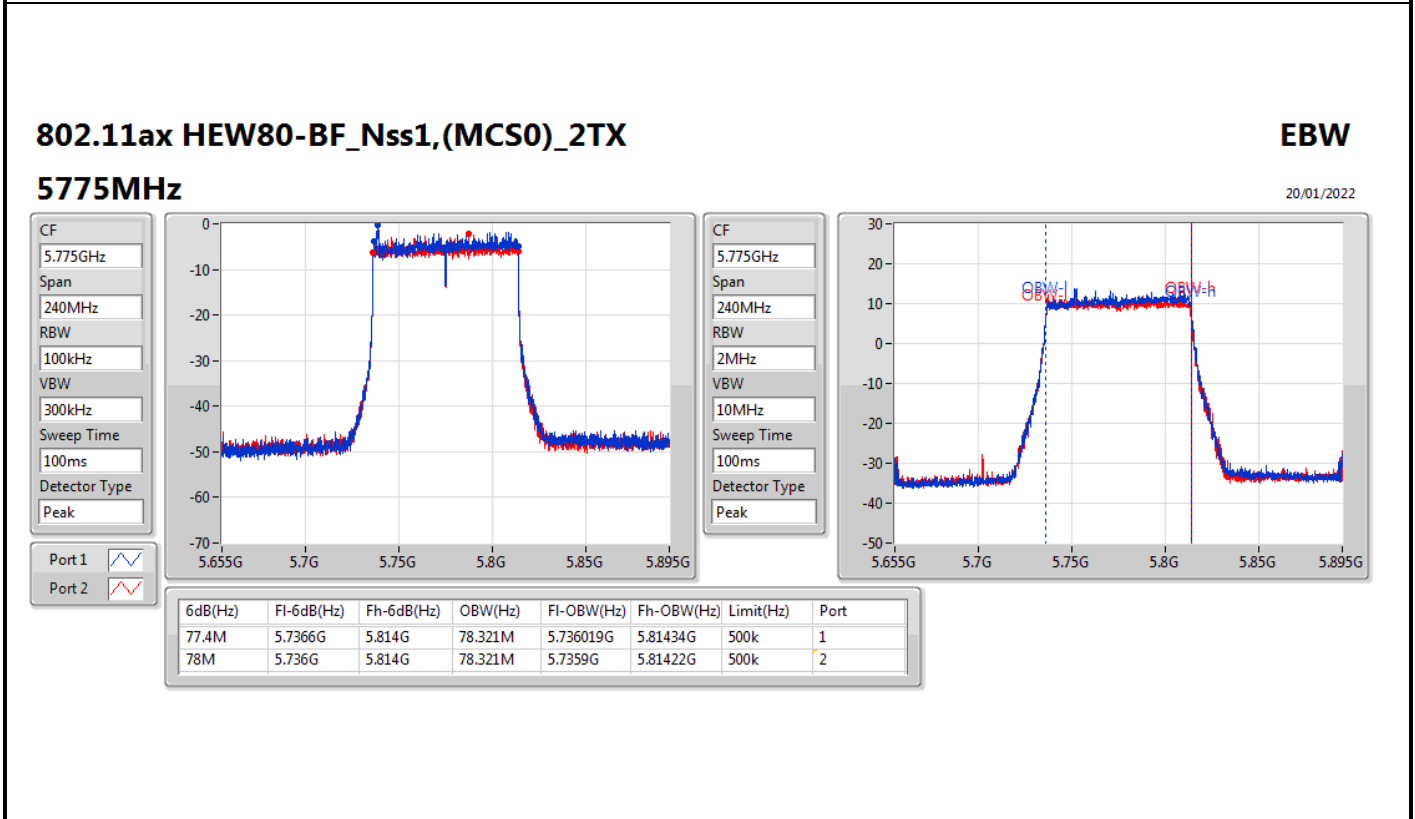 802.11ax HEW80-BF_Nss1,(MCS0)_2TX EBW
5775MHz 20/01/2022
CF
5.775GHz
Span
240MHz
RBW
100kHz
VBW
300kHz
Sweep Time
100ms
Detector Type
Peak
Port 1
Port 2
0
-10
-20
-30
-40
-50
-60
-70
5.655G 5.7G 5.75G 5.8G 5.85G 5.895G
CF
5.775GHz
Span
240MHz
RBW
2MHz
VBW
10MHz
Sweep Time
100ms
Detector Type
Peak
30
20
10
0
-10
-20
-30
-40
-50
OBW-l OBW-h
OBW-l OBW-h
5.655G 5.7G 5.75G 5.8G 5.85G 5.895G
6dB(Hz) Fl-6dB(Hz) Fh-6dB(Hz) OBW(Hz) Fl-OBW(Hz) Fh-OBW(Hz) Limit(Hz) Port
77.4M 5.7366G 5.814G 78.321M 5.736019G 5.81434G 500k 1
78M 5.736G 5.814G 78.321M 5.7359G 5.81422G 500k 2